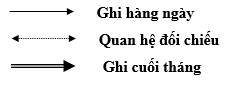 Ghi hàng ngày
Quan hệ đối chiếu
Ghi cuối tháng